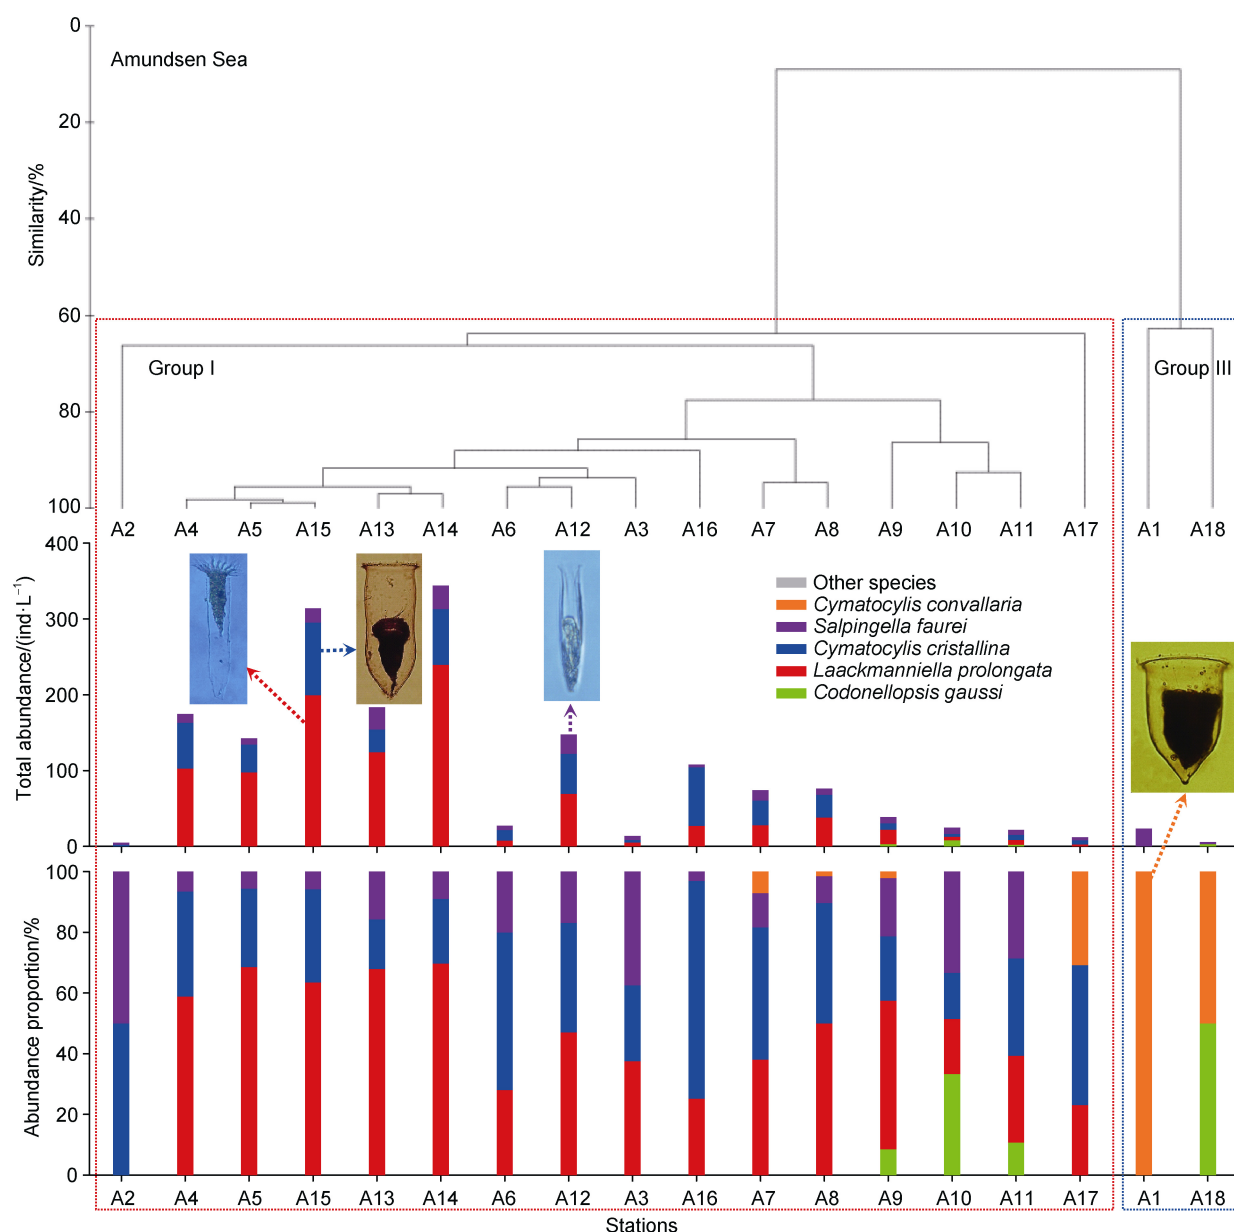 0
Amundsen Sea
20
40
60
80
100
Similarity/%
Group I
Group III
A2 A4 A5 A15 A13 A14 A6 A12 A3 A16 A7 A8 A9 A10 A11 A17 A1 A18
400
300
200
100
0
Total abundance/(ind·L⁻¹)
Other species
Cymatocylis convallaria
Salpingella faurei
Cymatocylis cristallina
Laackmanniella prolongata
Codonellopsis gaussi
100
80
60
40
20
0
Abundance proportion/%
A2 A4 A5 A15 A13 A14 A6 A12 A3 A16 A7 A8 A9 A10 A11 A17 A1 A18
Stations